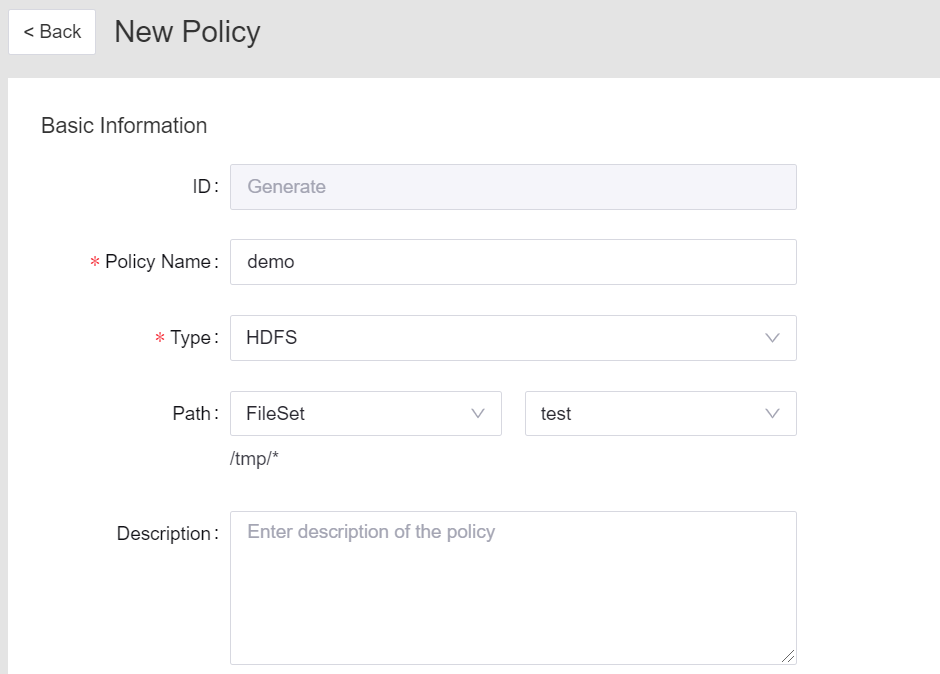 < Back New Policy
Basic Information
ID: Generate
* Policy Name: demo
* Type: HDFS
Path: FileSet test
/tmp/*
Description: Enter description of the policy